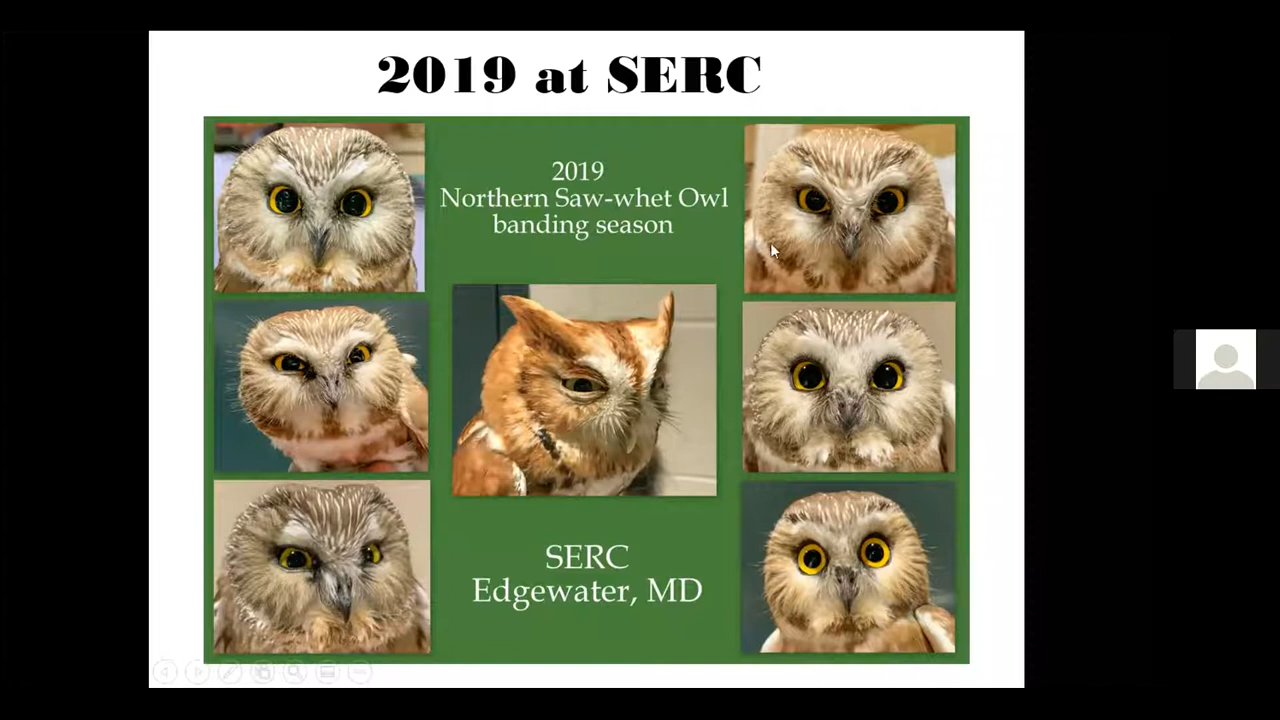 2019 at SERC
2019
Northern Saw-whet Owl
banding season
SERC
Edgewater, MD